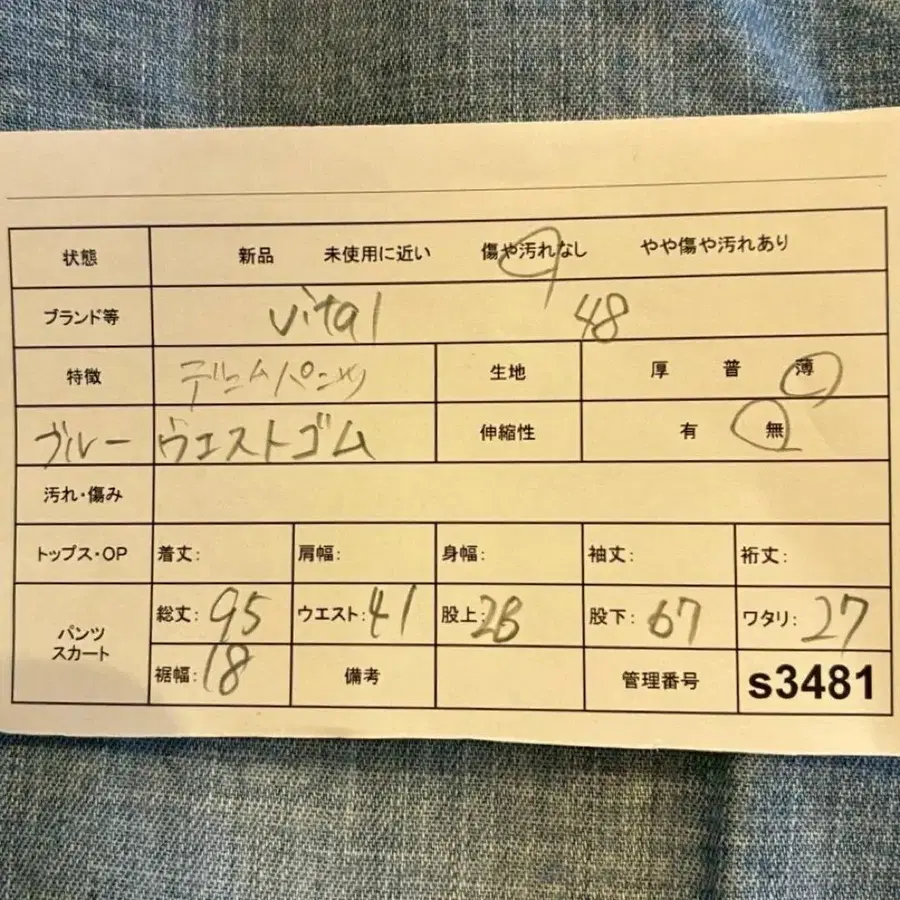 状態 新品 未使用に近い 傷や汚れなし やや傷や汚れあり
ブランド等 vital 48
特徴 デニムパンツ 生地 厚 普 薄
ブルー ウエストゴム 伸縮性 有 無
汚れ・傷み
トップス・OP 着丈: 肩幅: 身幅: 袖丈: 裄丈:
パンツ スカート 総丈: 95 ウエスト: 41 股上: 28 股下: 67 ワタリ: 27
裾幅: 18 備考 管理番号 s3481